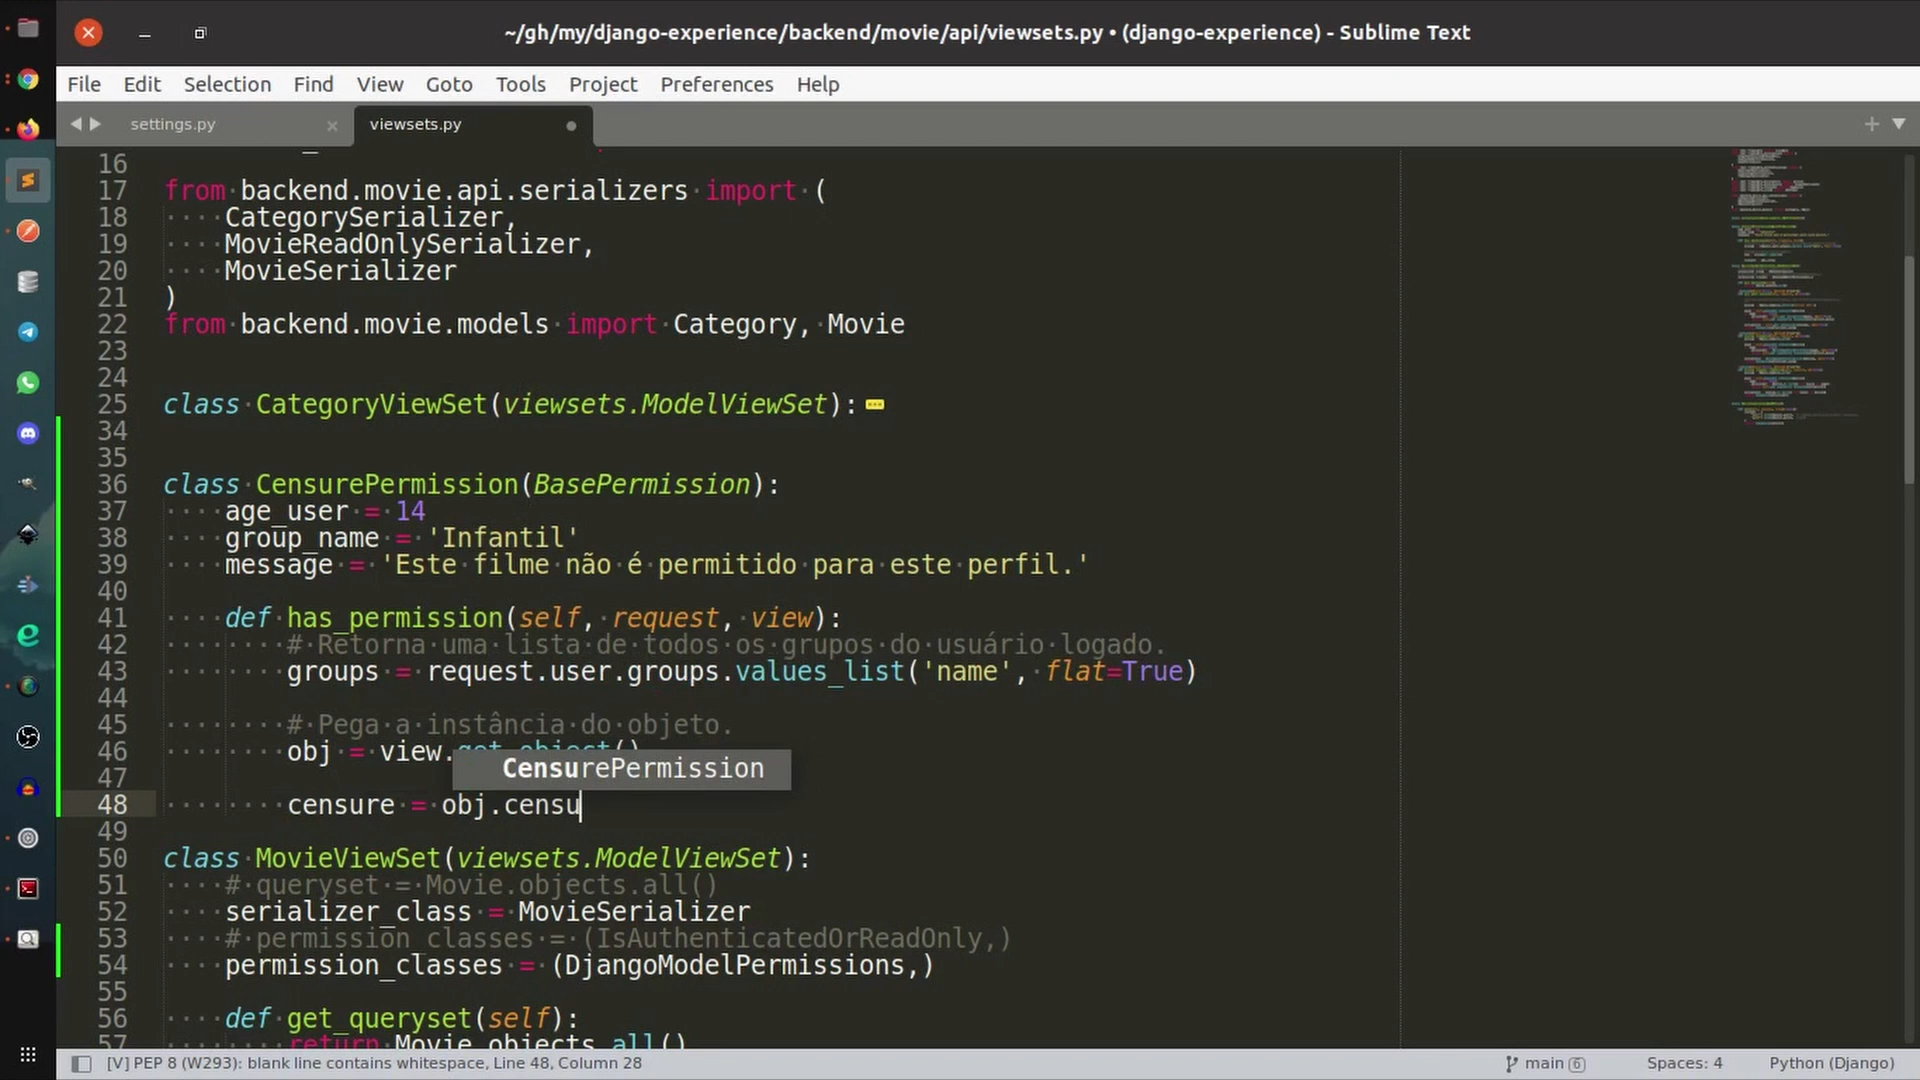 ~/gh/my/django-experience/backend/movie/api/viewsets.py • (django-experience) - Sublime Text
File Edit Selection Find View Goto Tools Project Preferences Help
settings.py viewsets.py
16
17 from backend.movie.api.serializers import (
18 CategorySerializer,
19 MovieReadOnlySerializer,
20 MovieSerializer
21 )
22 from backend.movie.models import Category, Movie
23
24
25 class CategoryViewSet(viewsets.ModelViewSet):
34
35
36 class CensurePermission(BasePermission):
37 age_user = 14
38 group_name = 'Infantil'
39 message = 'Este filme não é permitido para este perfil.'
40
41 def has_permission(self, request, view):
42 # Retorna uma lista de todos os grupos do usuário logado.
43 groups = request.user.groups.values_list('name', flat=True)
44
45 # Pega a instância do objeto.
46 obj = view.get_object()
CensurePermission
47
48 censure = obj.censu
49
50 class MovieViewSet(viewsets.ModelViewSet):
51 # queryset = Movie.objects.all()
52 serializer_class = MovieSerializer
53 # permission_classes = (IsAuthenticatedOrReadOnly,)
54 permission_classes = (DjangoModelPermissions,)
55
56 def get_queryset(self):
57 return Movie.objects.all()
[V] PEP 8 (W293): blank line contains whitespace, Line 48, Column 28 main 6 Spaces: 4 Python (Django)